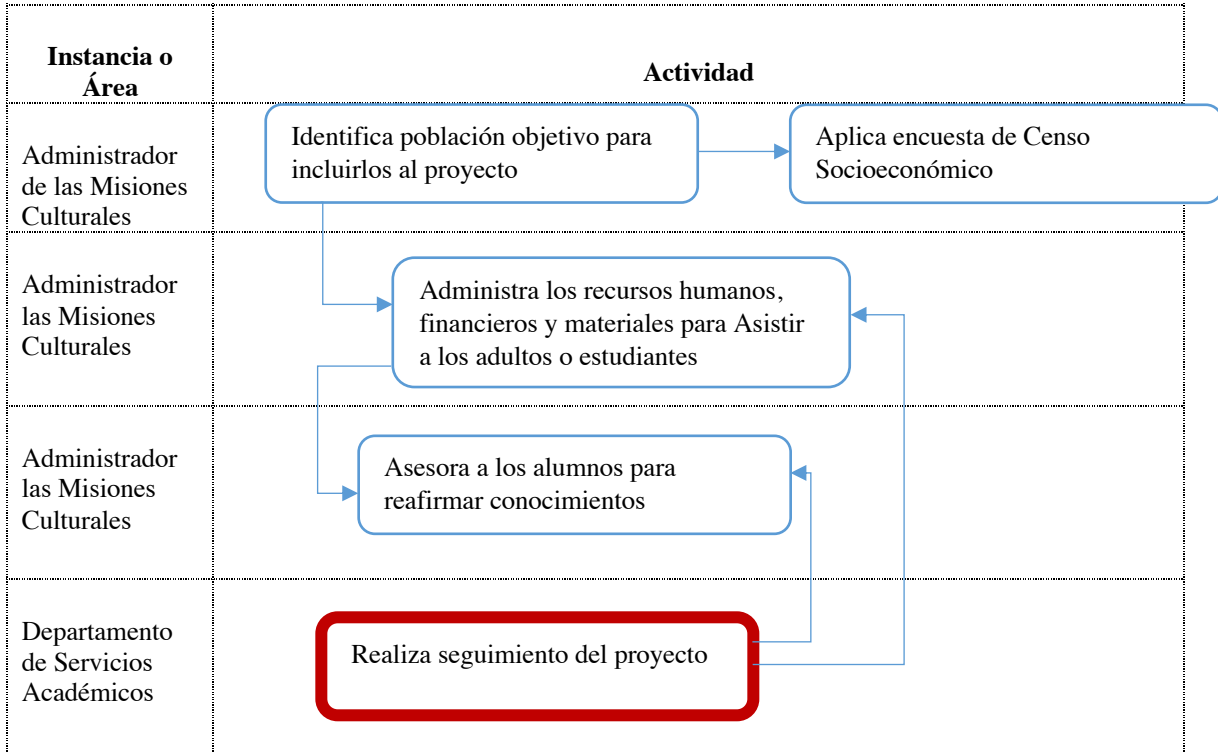 Instancia o
Área
Actividad
Administrador
de las Misiones
Culturales
Identifica población objetivo para
incluirlos al proyecto
Aplica encuesta de Censo
Socioeconómico
Administrador
las Misiones
Culturales
Administra los recursos humanos,
financieros y materiales para Asistir
a los adultos o estudiantes
Administrador
las Misiones
Culturales
Asesora a los alumnos para
reafirmar conocimientos
Departamento
de Servicios
Académicos
Realiza seguimiento del proyecto